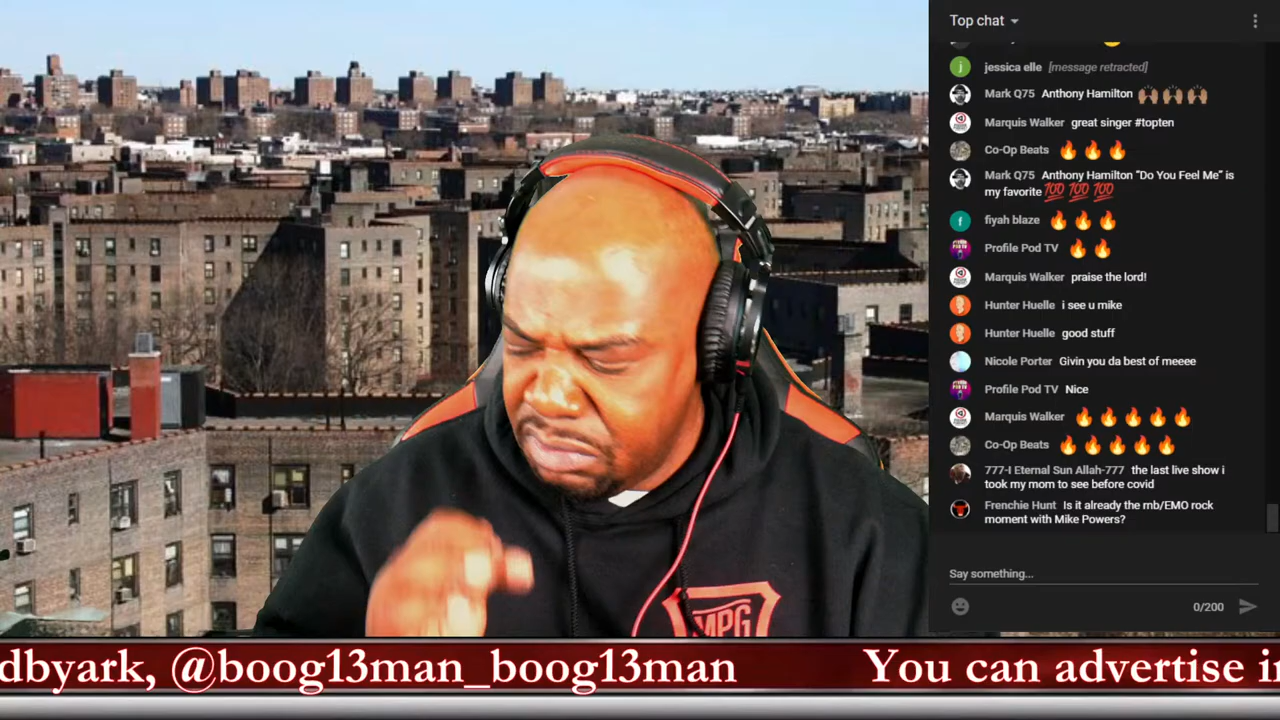 Top chat
jessica elle [message retracted]
Mark Q75 Anthony Hamilton 🙌🏽🙌🏽🙌🏽
Marquis Walker great singer #topten
Co-Op Beats 🔥🔥🔥
Mark Q75 Anthony Hamilton “Do You Feel Me” is
my favorite 💯💯💯
fiyah blaze 🔥🔥🔥
Profile Pod TV 🔥🔥
Marquis Walker praise the lord!
Hunter Huelle i see u mike
Hunter Huelle good stuff
Nicole Porter Givin you da best of meeee
Profile Pod TV Nice
Marquis Walker 🔥🔥🔥🔥🔥
Co-Op Beats 🔥🔥🔥🔥🔥
777-I Eternal Sun Allah-777 the last live show i
took my mom to see before covid
Frenchie Hunt Is it already the mb/EMO rock
moment with Mike Powers?
Say something...
0/200
MPG
dbyark, @boog13man_boog13man You can advertise in